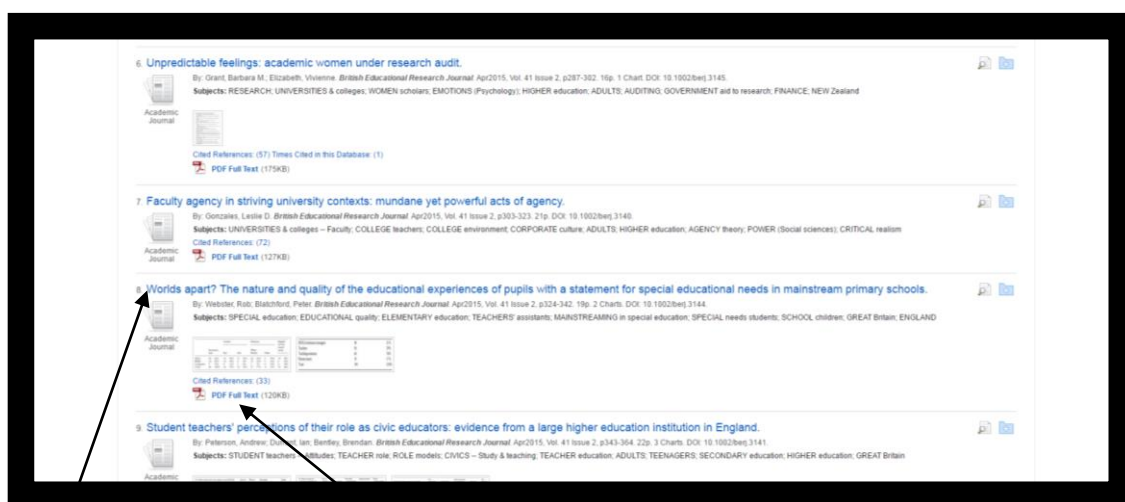 6. Unpredictable feelings: academic women under research audit.
By: Grant, Barbara M.; Elizabeth, Vivienne. British Educational Research Journal. Apr2015, Vol. 41 Issue 2, p287-302. 16p. 1 Chart. DOI: 10.1002/berj.3145.
Subjects: RESEARCH; UNIVERSITIES & colleges; WOMEN scholars; EMOTIONS (Psychology); HIGHER education; ADULTS; AUDITING; GOVERNMENT aid to research; FINANCE; NEW Zealand
Academic
Journal
Cited References: (57) Times Cited in this Database: (1)
PDF Full Text (175KB)
7. Faculty agency in striving university contexts: mundane yet powerful acts of agency.
By: Gonzales, Leslie D. British Educational Research Journal. Apr2015, Vol. 41 Issue 2, p303-323. 21p. DOI: 10.1002/berj.3140.
Subjects: UNIVERSITIES & colleges -- Faculty; COLLEGE teachers; COLLEGE environment; CORPORATE culture; ADULTS; HIGHER education; AGENCY theory; POWER (Social sciences); CRITICAL realism
Cited References: (72)
Academic
Journal
PDF Full Text (127KB)
8. Worlds apart? The nature and quality of the educational experiences of pupils with a statement for special educational needs in mainstream primary schools.
By: Webster, Rob; Blatchford, Peter. British Educational Research Journal. Apr2015, Vol. 41 Issue 2, p324-342. 19p. 2 Charts. DOI: 10.1002/berj.3144.
Subjects: SPECIAL education; EDUCATIONAL quality; ELEMENTARY education; TEACHERS' assistants; MAINSTREAMING in special education; SPECIAL needs students; SCHOOL children; GREAT Britain; ENGLAND
Academic
Journal
Cited References: (33)
PDF Full Text (120KB)
9. Student teachers' perceptions of their role as civic educators: evidence from a large higher education institution in England.
By: Peterson, Andrew; Ian; Bentley, Brendan. British Educational Research Journal. Apr2015, Vol. 41 Issue 2, p343-364. 22p. 3 Charts. DOI: 10.1002/berj.3141.
Subjects: STUDENT teachers -- Attitudes; TEACHER role; ROLE models; CIVICS -- Study & teaching; TEACHER education; ADULTS; TEENAGERS; SECONDARY education; HIGHER education; GREAT Britain
Academic